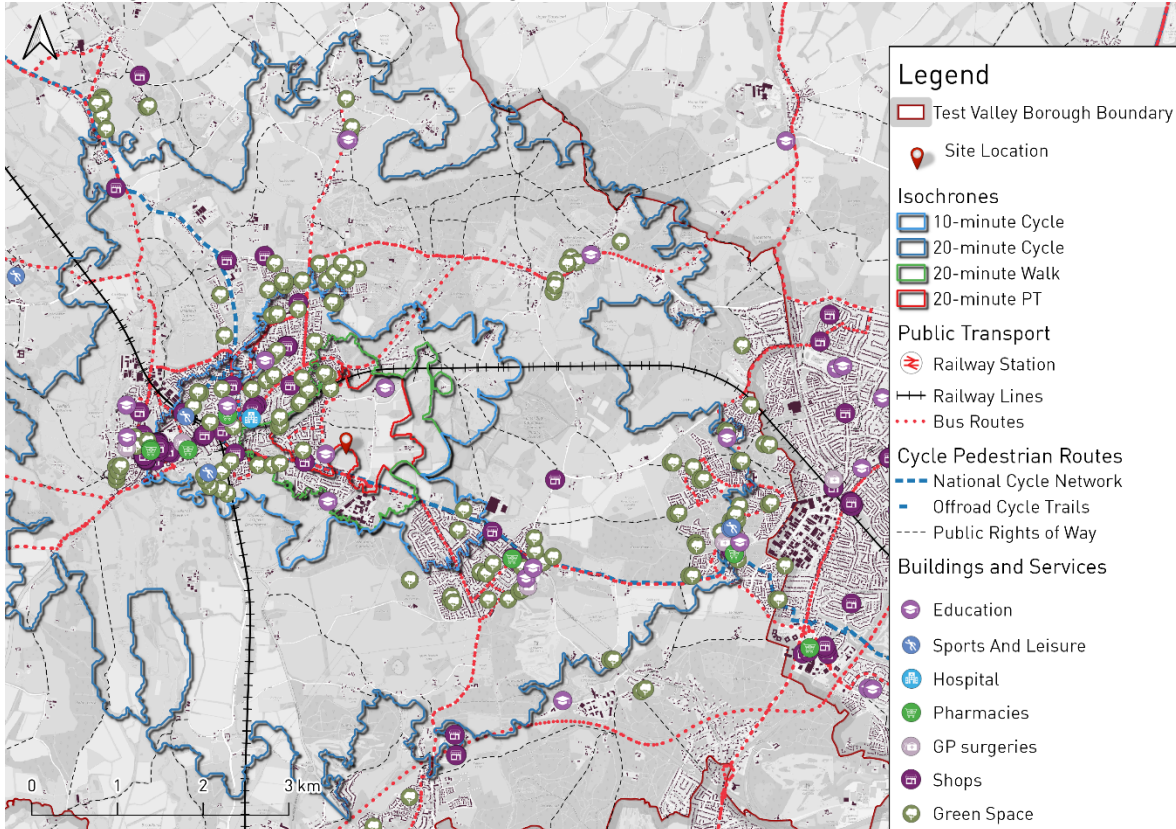 Legend
Test Valley Borough Boundary
Site Location
Isochrones
10-minute Cycle
20-minute Cycle
20-minute Walk
20-minute PT
Public Transport
Railway Station
Railway Lines
Bus Routes
Cycle Pedestrian Routes
National Cycle Network
Offroad Cycle Trails
Public Rights of Way
Buildings and Services
Education
Sports And Leisure
Hospital
Pharmacies
GP surgeries
Shops
Green Space
0 1 2 3 km